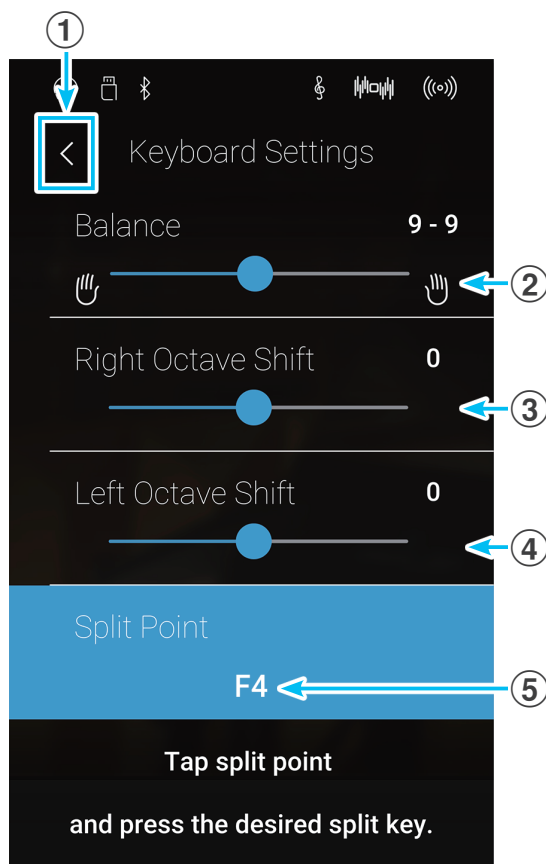 ①
Keyboard Settings
Balance
9 - 9
②
Right Octave Shift
0
③
Left Octave Shift
0
④
Split Point
F4
⑤
Tap split point
and press the desired split key.